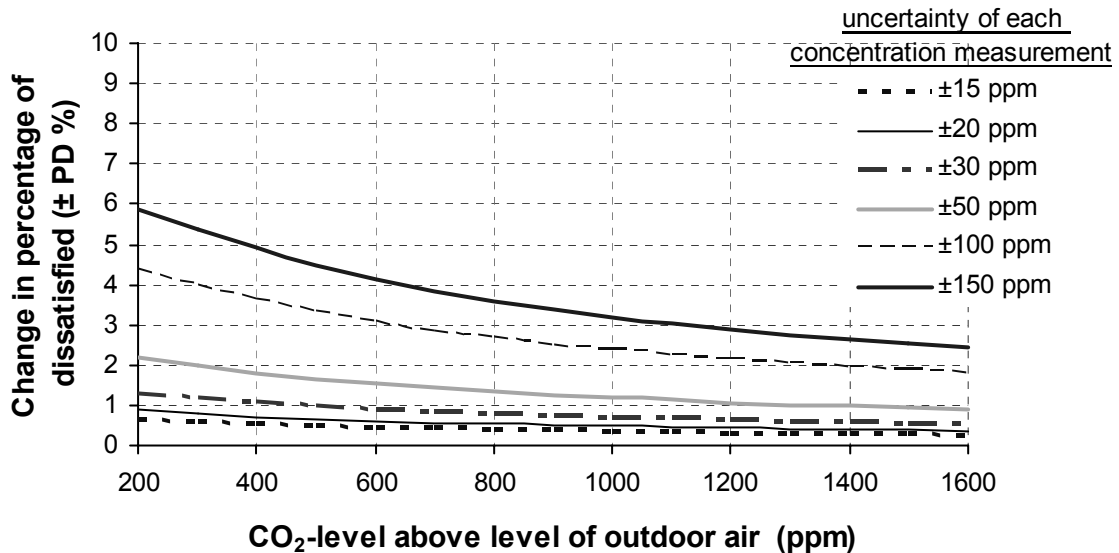 uncertainty of each
concentration measurement
±15 ppm
±20 ppm
±30 ppm
±50 ppm
±100 ppm
±150 ppm
Change in percentage of
dissatisfied (± PD %)
10
9
8
7
6
5
4
3
2
1
0
200 400 600 800 1000 1200 1400 1600
CO₂-level above level of outdoor air (ppm)